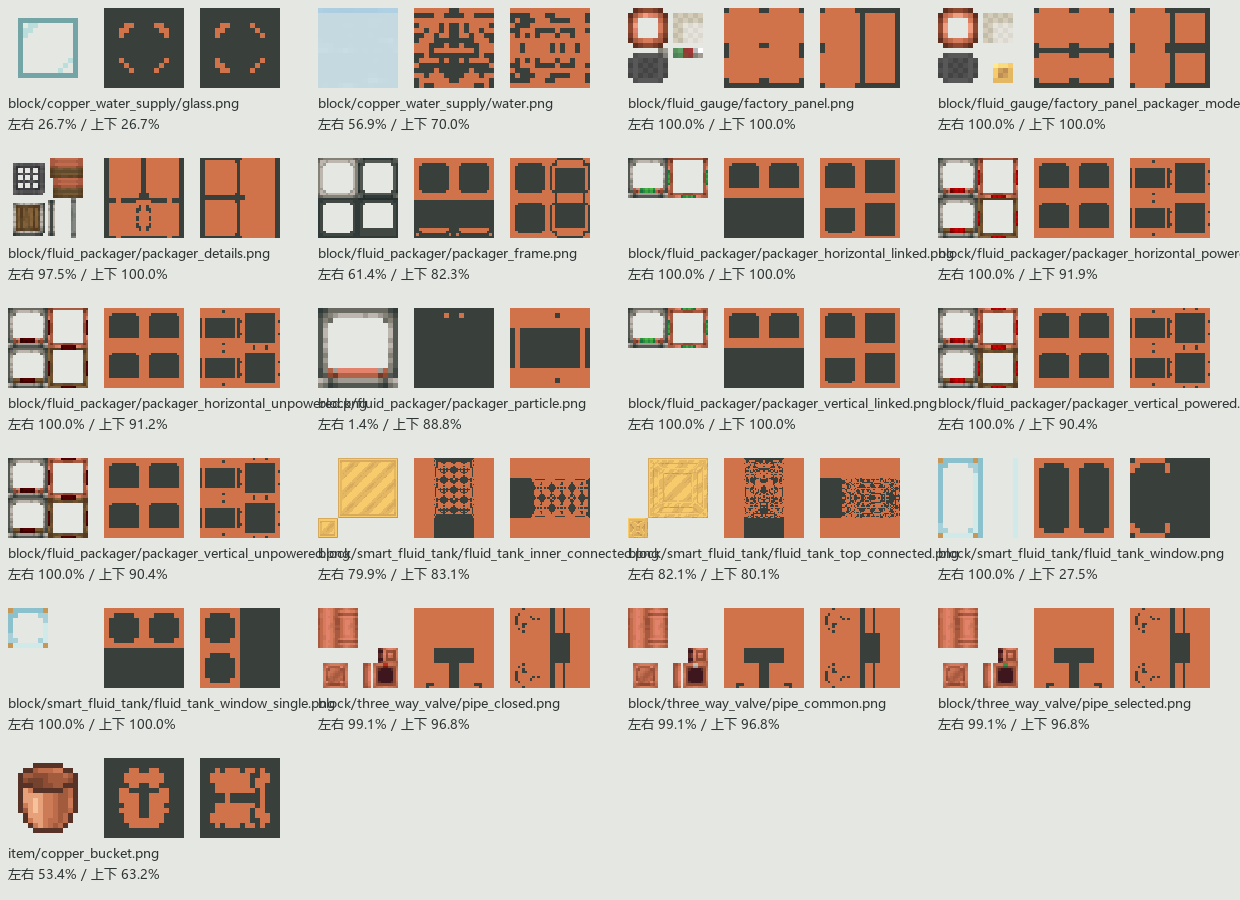 block/copper_water_supply/glass.png
左右 26.7% / 上下 26.7%
block/copper_water_supply/water.png
左右 56.9% / 上下 70.0%
block/fluid_gauge/factory_panel.png
左右 100.0% / 上下 100.0%
block/fluid_gauge/factory_panel_packager_mode
左右 100.0% / 上下 100.0%
block/fluid_packager/packager_details.png
左右 97.5% / 上下 100.0%
block/fluid_packager/packager_frame.png
左右 61.4% / 上下 82.3%
block/fluid_packager/packager_horizontal_linked.png
左右 100.0% / 上下 100.0%
block/fluid_packager/packager_horizontal_power
左右 100.0% / 上下 91.9%
block/fluid_packager/packager_horizontal_unpowered.png
左右 100.0% / 上下 91.2%
block/fluid_packager/packager_particle.png
左右 1.4% / 上下 88.8%
block/fluid_packager/packager_vertical_linked.png
左右 100.0% / 上下 100.0%
block/fluid_packager/packager_vertical_powered.
左右 100.0% / 上下 90.4%
block/fluid_packager/packager_vertical_unpowered.png
左右 100.0% / 上下 90.4%
block/smart_fluid_tank/fluid_tank_inner_connected.png
左右 79.9% / 上下 83.1%
block/smart_fluid_tank/fluid_tank_top_connected.png
左右 82.1% / 上下 80.1%
block/smart_fluid_tank/fluid_tank_window.png
左右 100.0% / 上下 27.5%
block/smart_fluid_tank/fluid_tank_window_single.png
左右 100.0% / 上下 100.0%
block/three_way_valve/pipe_closed.png
左右 99.1% / 上下 96.8%
block/three_way_valve/pipe_common.png
左右 99.1% / 上下 96.8%
block/three_way_valve/pipe_selected.png
左右 99.1% / 上下 96.8%
item/copper_bucket.png
左右 53.4% / 上下 63.2%